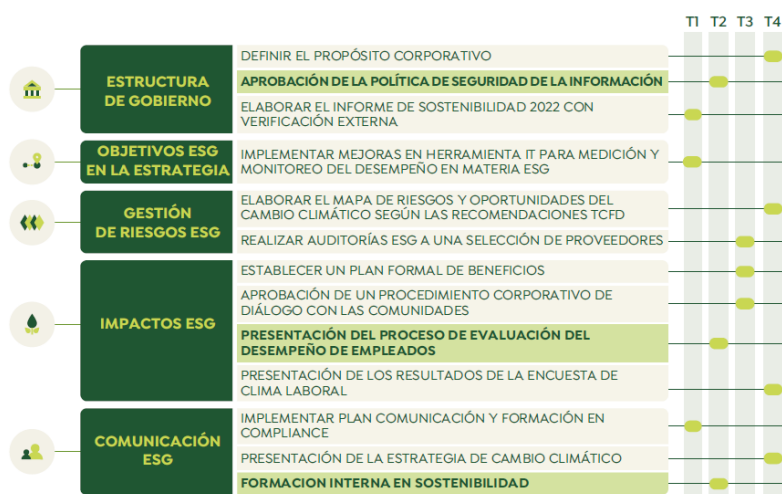 T1 T2 T3 T4
ESTRUCTURA
DE GOBIERNO
DEFINIR EL PROPÓSITO CORPORATIVO
APROBACIÓN DE LA POLÍTICA DE SEGURIDAD DE LA INFORMACIÓN
ELABORAR EL INFORME DE SOSTENIBILIDAD 2022 CON
VERIFICACIÓN EXTERNA
OBJETIVOS ESG
EN LA ESTRATEGIA
IMPLEMENTAR MEJORAS EN HERRAMIENTA IT PARA MEDICIÓN Y
MONITOREO DEL DESEMPEÑO EN MATERIA ESG
GESTIÓN
DE RIESGOS ESG
ELABORAR EL MAPA DE RIESGOS Y OPORTUNIDADES DEL
CAMBIO CLIMÁTICO SEGÚN LAS RECOMENDACIONES TCFD
REALIZAR AUDITORÍAS ESG A UNA SELECCIÓN DE PROVEEDORES
IMPACTOS ESG
ESTABLECER UN PLAN FORMAL DE BENEFICIOS
APROBACIÓN DE UN PROCEDIMIENTO CORPORATIVO DE
DIÁLOGO CON LAS COMUNIDADES
PRESENTACIÓN DEL PROCESO DE EVALUACIÓN DEL
DESEMPEÑO DE EMPLEADOS
PRESENTACIÓN DE LOS RESULTADOS DE LA ENCUESTA DE
CLIMA LABORAL
COMUNICACIÓN
ESG
IMPLEMENTAR PLAN COMUNICACIÓN Y FORMACIÓN EN
COMPLIANCE
PRESENTACIÓN DE LA ESTRATEGIA DE CAMBIO CLIMÁTICO
FORMACION INTERNA EN SOSTENIBILIDAD